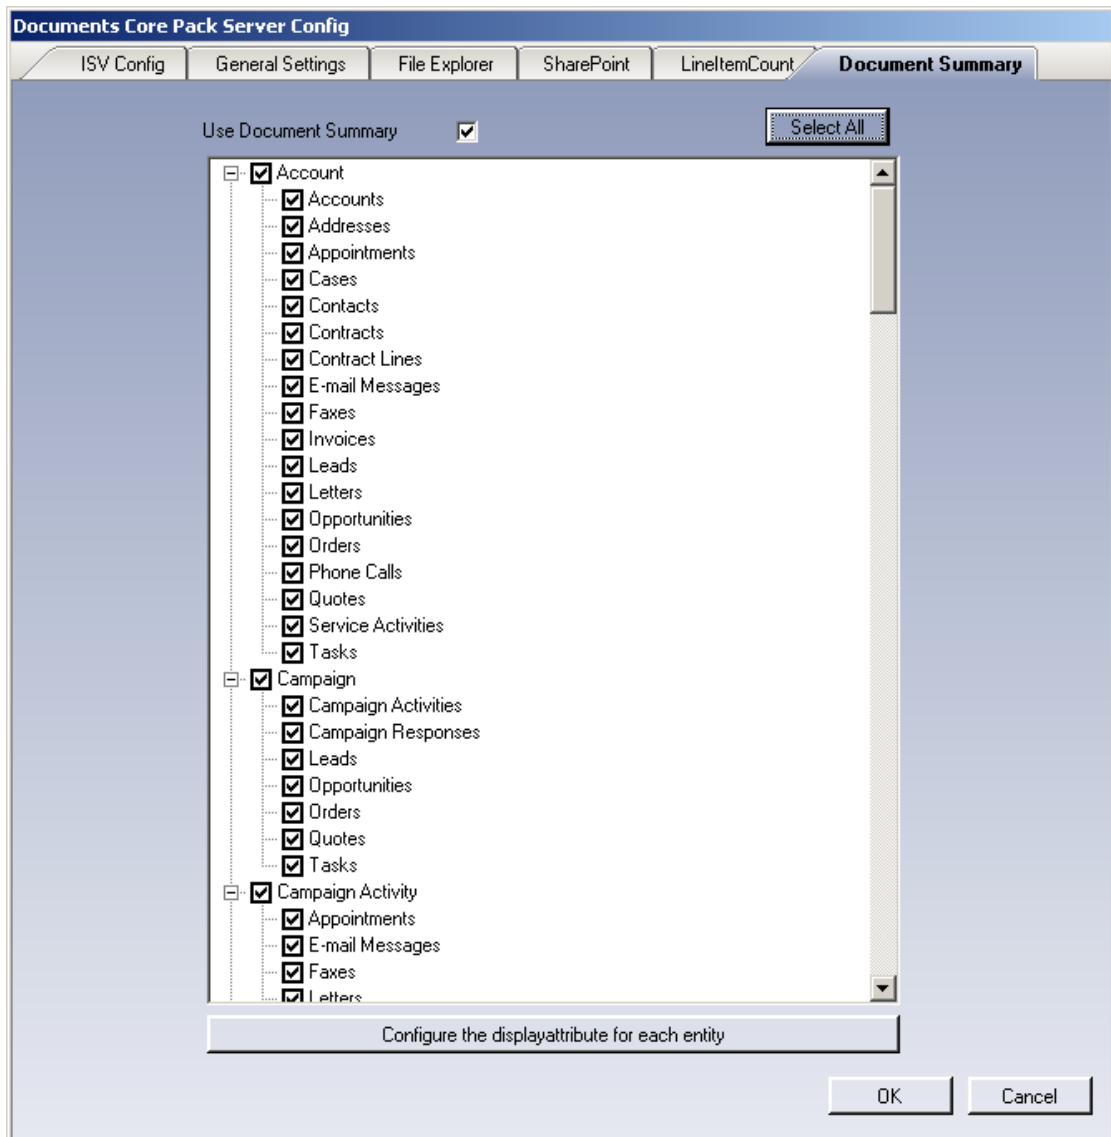 Documents Core Pack Server Config
ISV Config General Settings File Explorer SharePoint LineItemCount Document Summary
Use Document Summary Select All
Account
Accounts
Addresses
Appointments
Cases
Contacts
Contracts
Contract Lines
E-mail Messages
Faxes
Invoices
Leads
Letters
Opportunities
Orders
Phone Calls
Quotes
Service Activities
Tasks
Campaign
Campaign Activities
Campaign Responses
Leads
Opportunities
Orders
Quotes
Tasks
Campaign Activity
Appointments
E-mail Messages
Faxes
Letters
Configure the displayattribute for each entity
OK Cancel